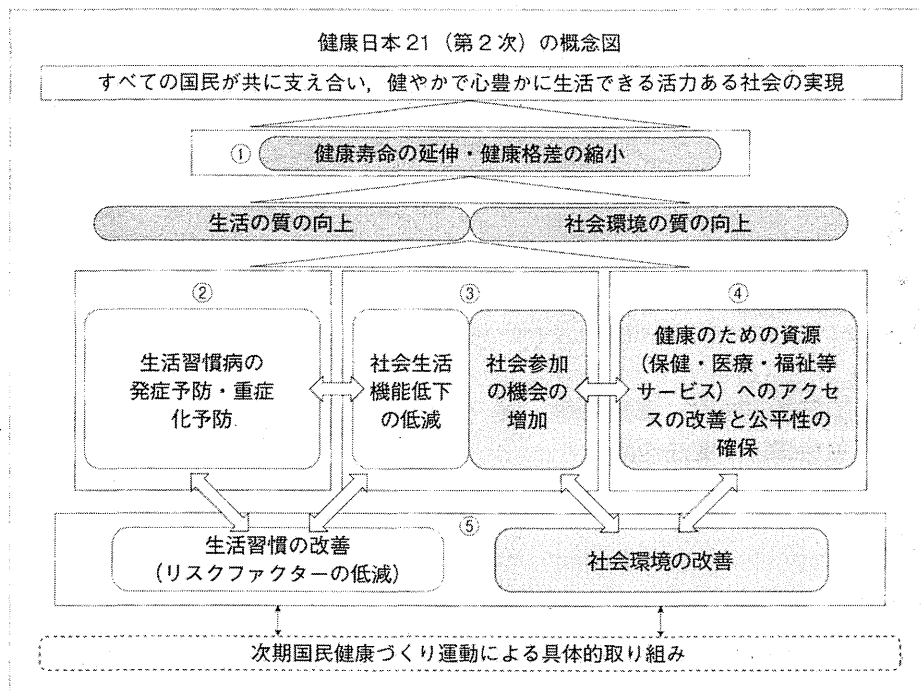 健康日本21（第2次）の概念図
すべての国民が共に支え合い，健やかで心豊かに生活できる活力ある社会の実現
① 健康寿命の延伸・健康格差の縮小
生活の質の向上
社会環境の質の向上
②
生活習慣病の
発症予防・重症
化予防
③
社会生活
機能低下
の低減
社会参加
の機会の
増加
④
健康のための資源
（保健・医療・福祉等
サービス）へのアクセ
スの改善と公平性の
確保
⑤
生活習慣の改善
（リスクファクターの低減）
社会環境の改善
次期国民健康づくり運動による具体的取り組み